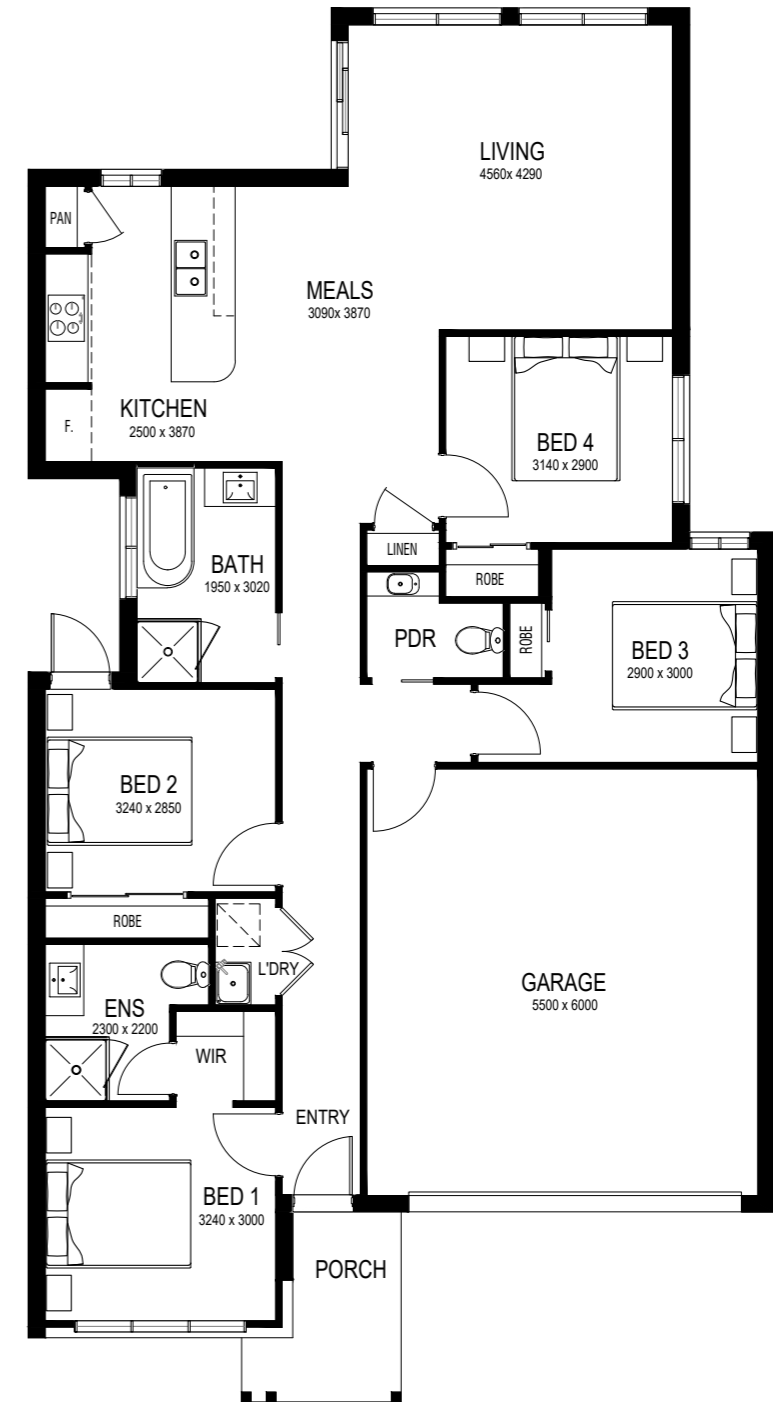 LIVING
4560x 4290
PAN
MEALS
3090x 3870
KITCHEN
2500 x 3870
F.
BED 4
3140 x 2900
LINEN
BATH
1950 x 3020
ROBE
PDR
ROBE
BED 3
2900 x 3000
BED 2
3240 x 2850
ROBE
L'DRY
GARAGE
5500 x 6000
ENS
2300 x 2200
WIR
ENTRY
BED 1
3240 x 3000
PORCH